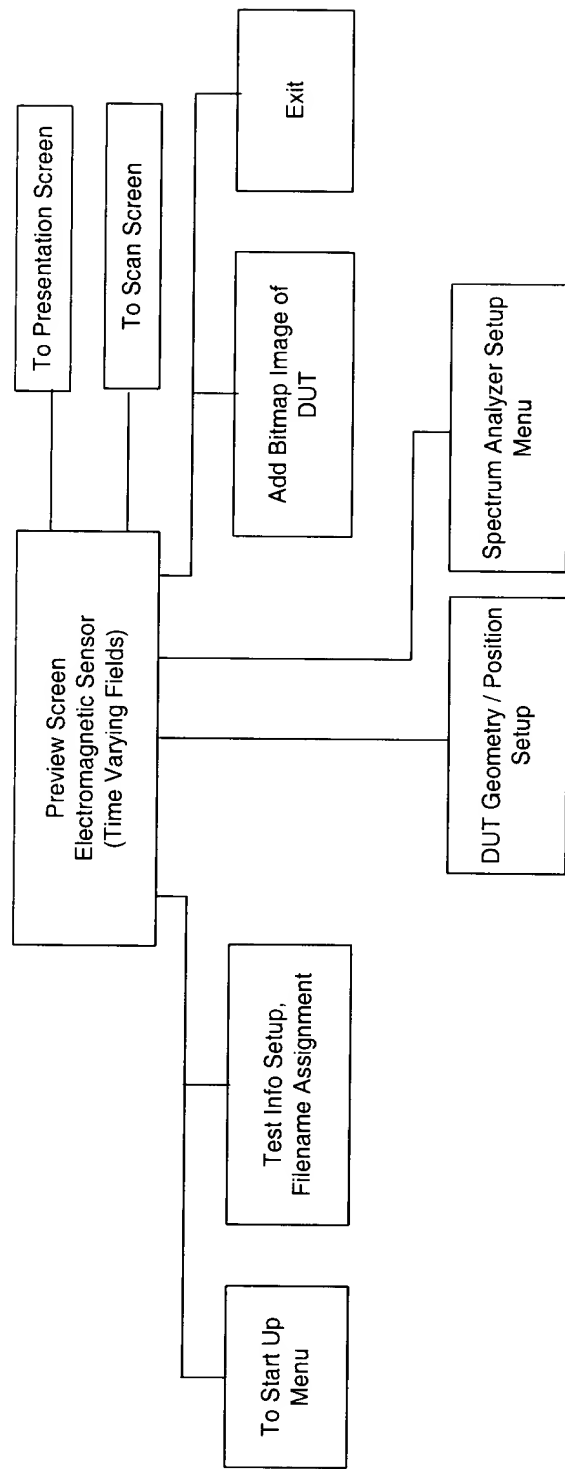 Preview Screen
Electromagnetic Sensor
(Time Varying Fields)
To Presentation Screen
To Scan Screen
To Start Up
Menu
Test Info Setup,
Filename Assignment
Add Bitmap Image of
DUT
Exit
DUT Geometry / Position
Setup
Spectrum Analyzer Setup
Menu